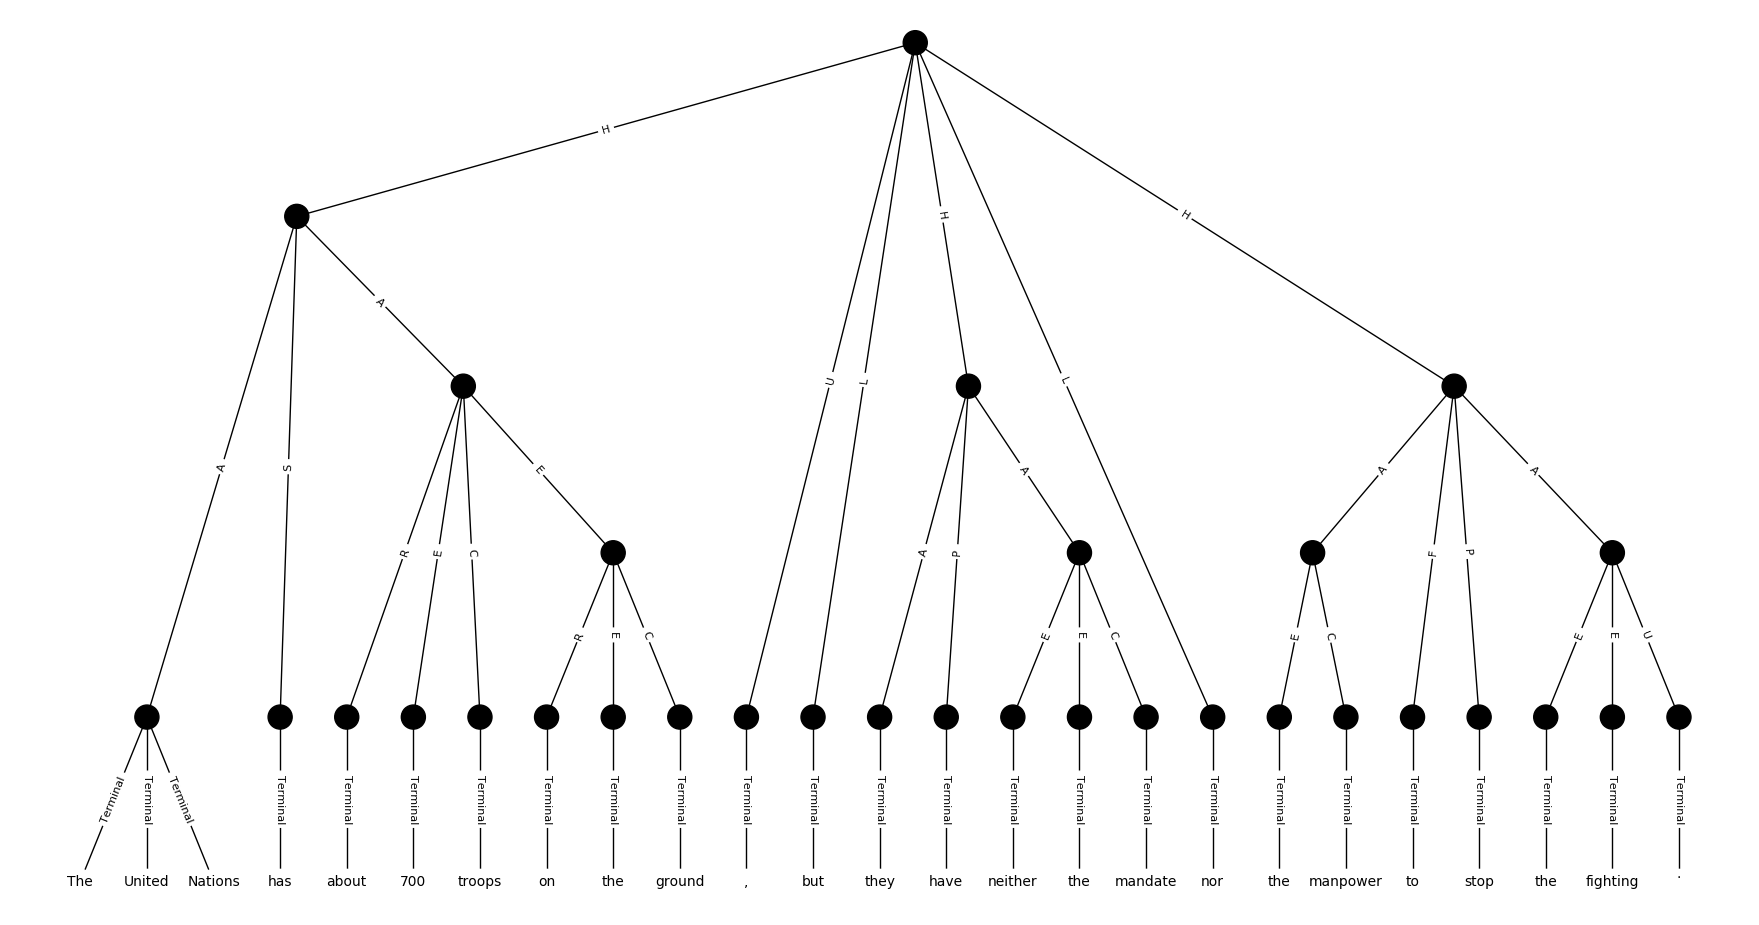 H
H
H
A
U
L
L
A
S
E
A
A
A
R
E
C
A
P
F
P
R
E
C
E
E
C
E
C
E
E
U
Terminal Terminal Terminal Terminal Terminal Terminal Terminal Terminal Terminal Terminal Terminal Terminal Terminal Terminal Terminal Terminal Terminal Terminal Terminal Terminal Terminal Terminal Terminal Terminal Terminal
The United Nations has about 700 troops on the ground , but they have neither the mandate nor the manpower to stop the fighting .